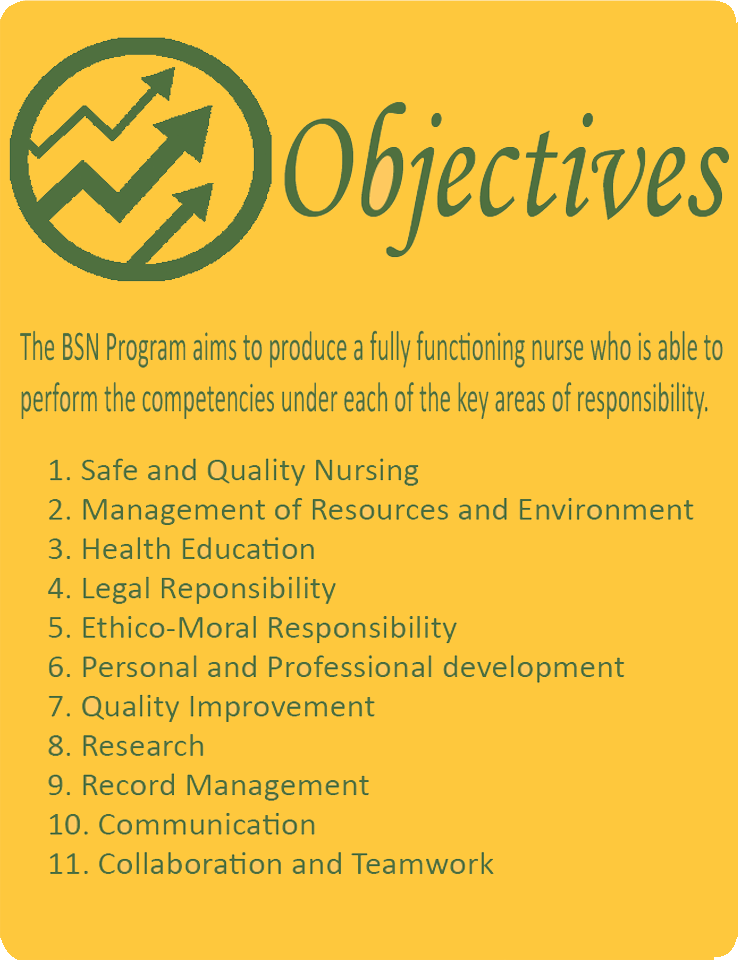 Objectives
The BSN Program aims to produce a fully functioning nurse who is able to
perform the competencies under each of the key areas of responsibility.
1. Safe and Quality Nursing
2. Management of Resources and Environment
3. Health Education
4. Legal Reponsibility
5. Ethico-Moral Responsibility
6. Personal and Professional development
7. Quality Improvement
8. Research
9. Record Management
10. Communication
11. Collaboration and Teamwork